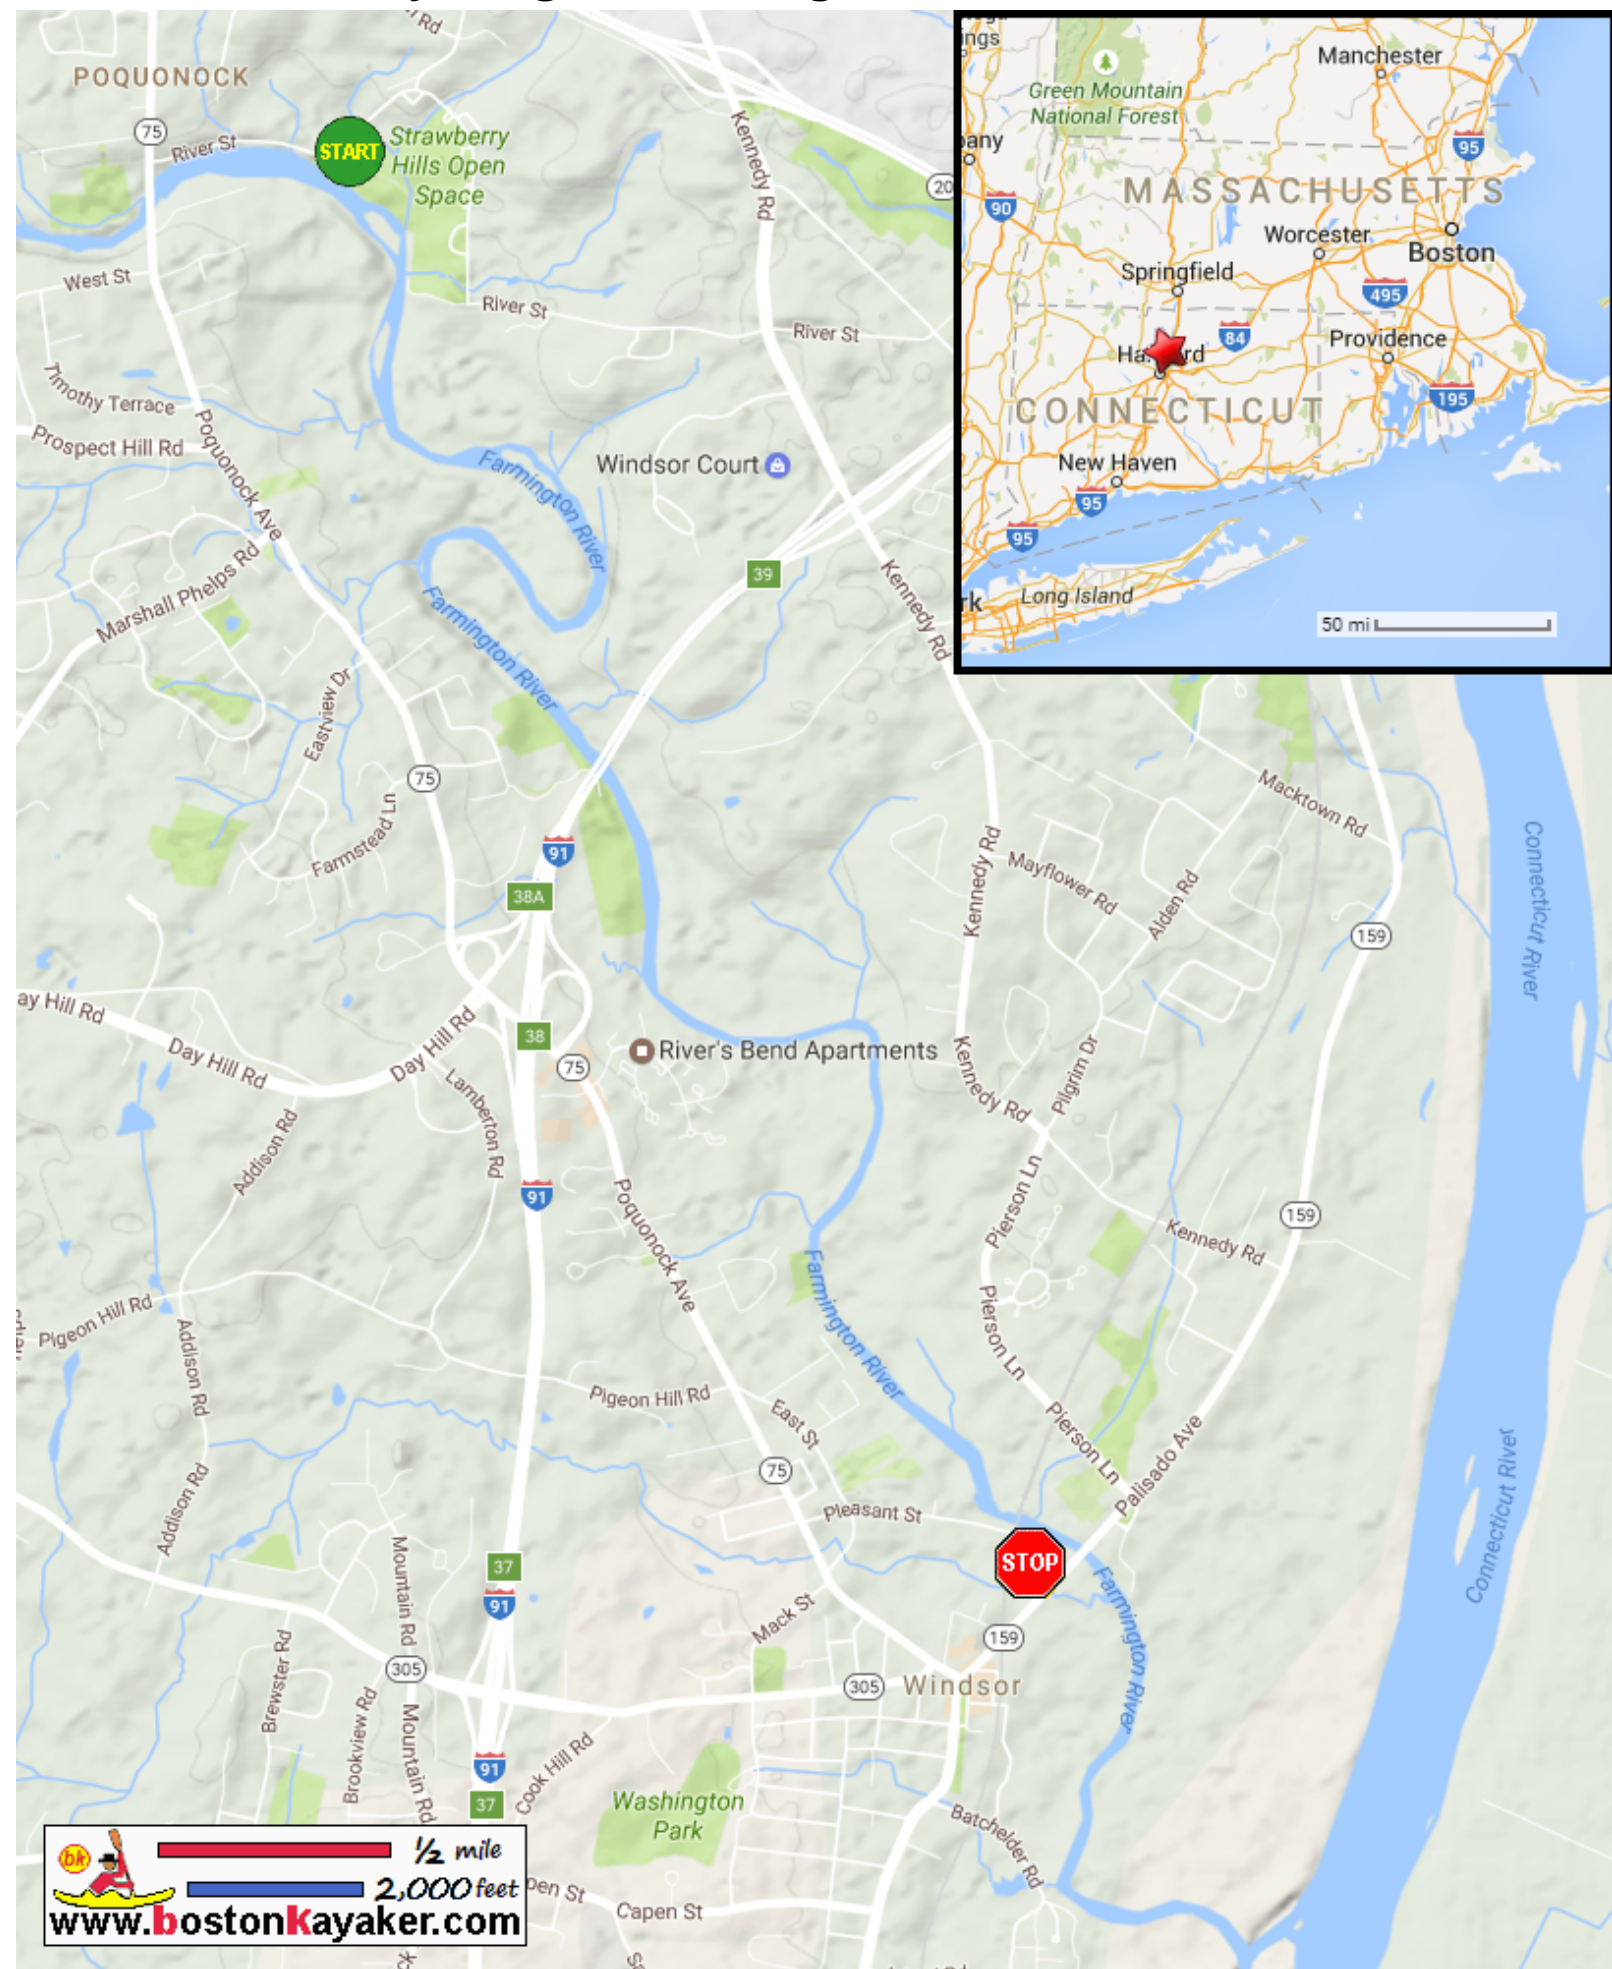 POQUONOCK
75
River St
START
Strawberry
Hills Open
Space
Kennedy Rd
20
West St
River St
River St
Timothy Terrace
Prospect Hill Rd
Poquonock Ave
Windsor Court
Farmington River
39
Marshall Phelps Rd
Farmington River
Kennedy Rd
Eastview Dr
75
Farmstead Ln
91
38A
Macktown Rd
Kennedy Rd
Mayflower Rd
Alden Rd
159
Connecticut River
ay Hill Rd
Day Hill Rd
Day Hill Rd
38
75
River's Bend Apartments
Lamberton Rd
Kennedy Rd
Pilgrim Dr
Addison Rd
91
Poquonock Ave
Pierson Ln
159
Kennedy Rd
Pigeon Hill Rd
Addison Rd
Farmington River
Pierson Ln
Pigeon Hill Rd
East St
Pierson Ln
Palisado Ave
Connecticut River
75
Addison Rd
Pleasant St
STOP
Mountain Rd
37
91
Mack St
Farmington River
159
305
305
Windsor
Brewster Rd
Brookview Rd
Mountain Rd
91
37
Cook Hill Rd
Washington
Park
Batchelder Rd
pen St
Capen St
Green Mountain
National Forest
Manchester
95
any
90
MASSACHUSETTS
Worcester
Boston
Springfield
495
84
Providence
Ha rd
195
CONNECTICUT
New Haven
95
95
rk
Long Island
50 mi
bk
½ mile
2,000 feet
www.bostonKayaker.com